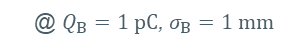 @ Q_B = 1 pC, σ_B = 1 mm